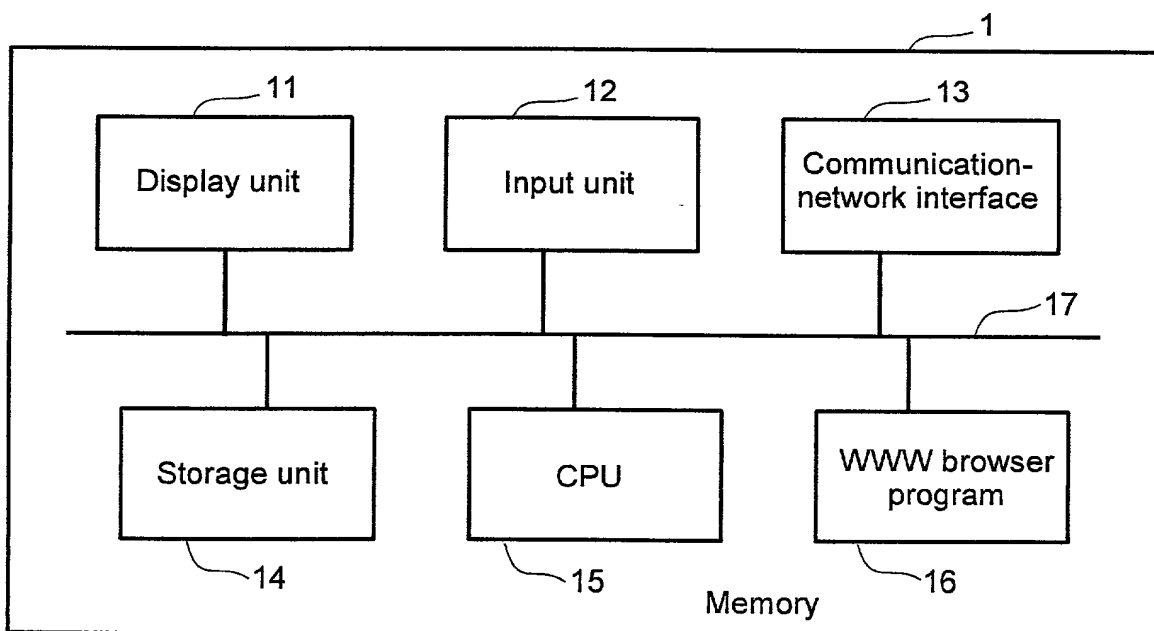 1
11
12
13
Display unit
Input unit
Communication-
network interface
17
Storage unit
CPU
WWW browser
program
14
15
16
Memory